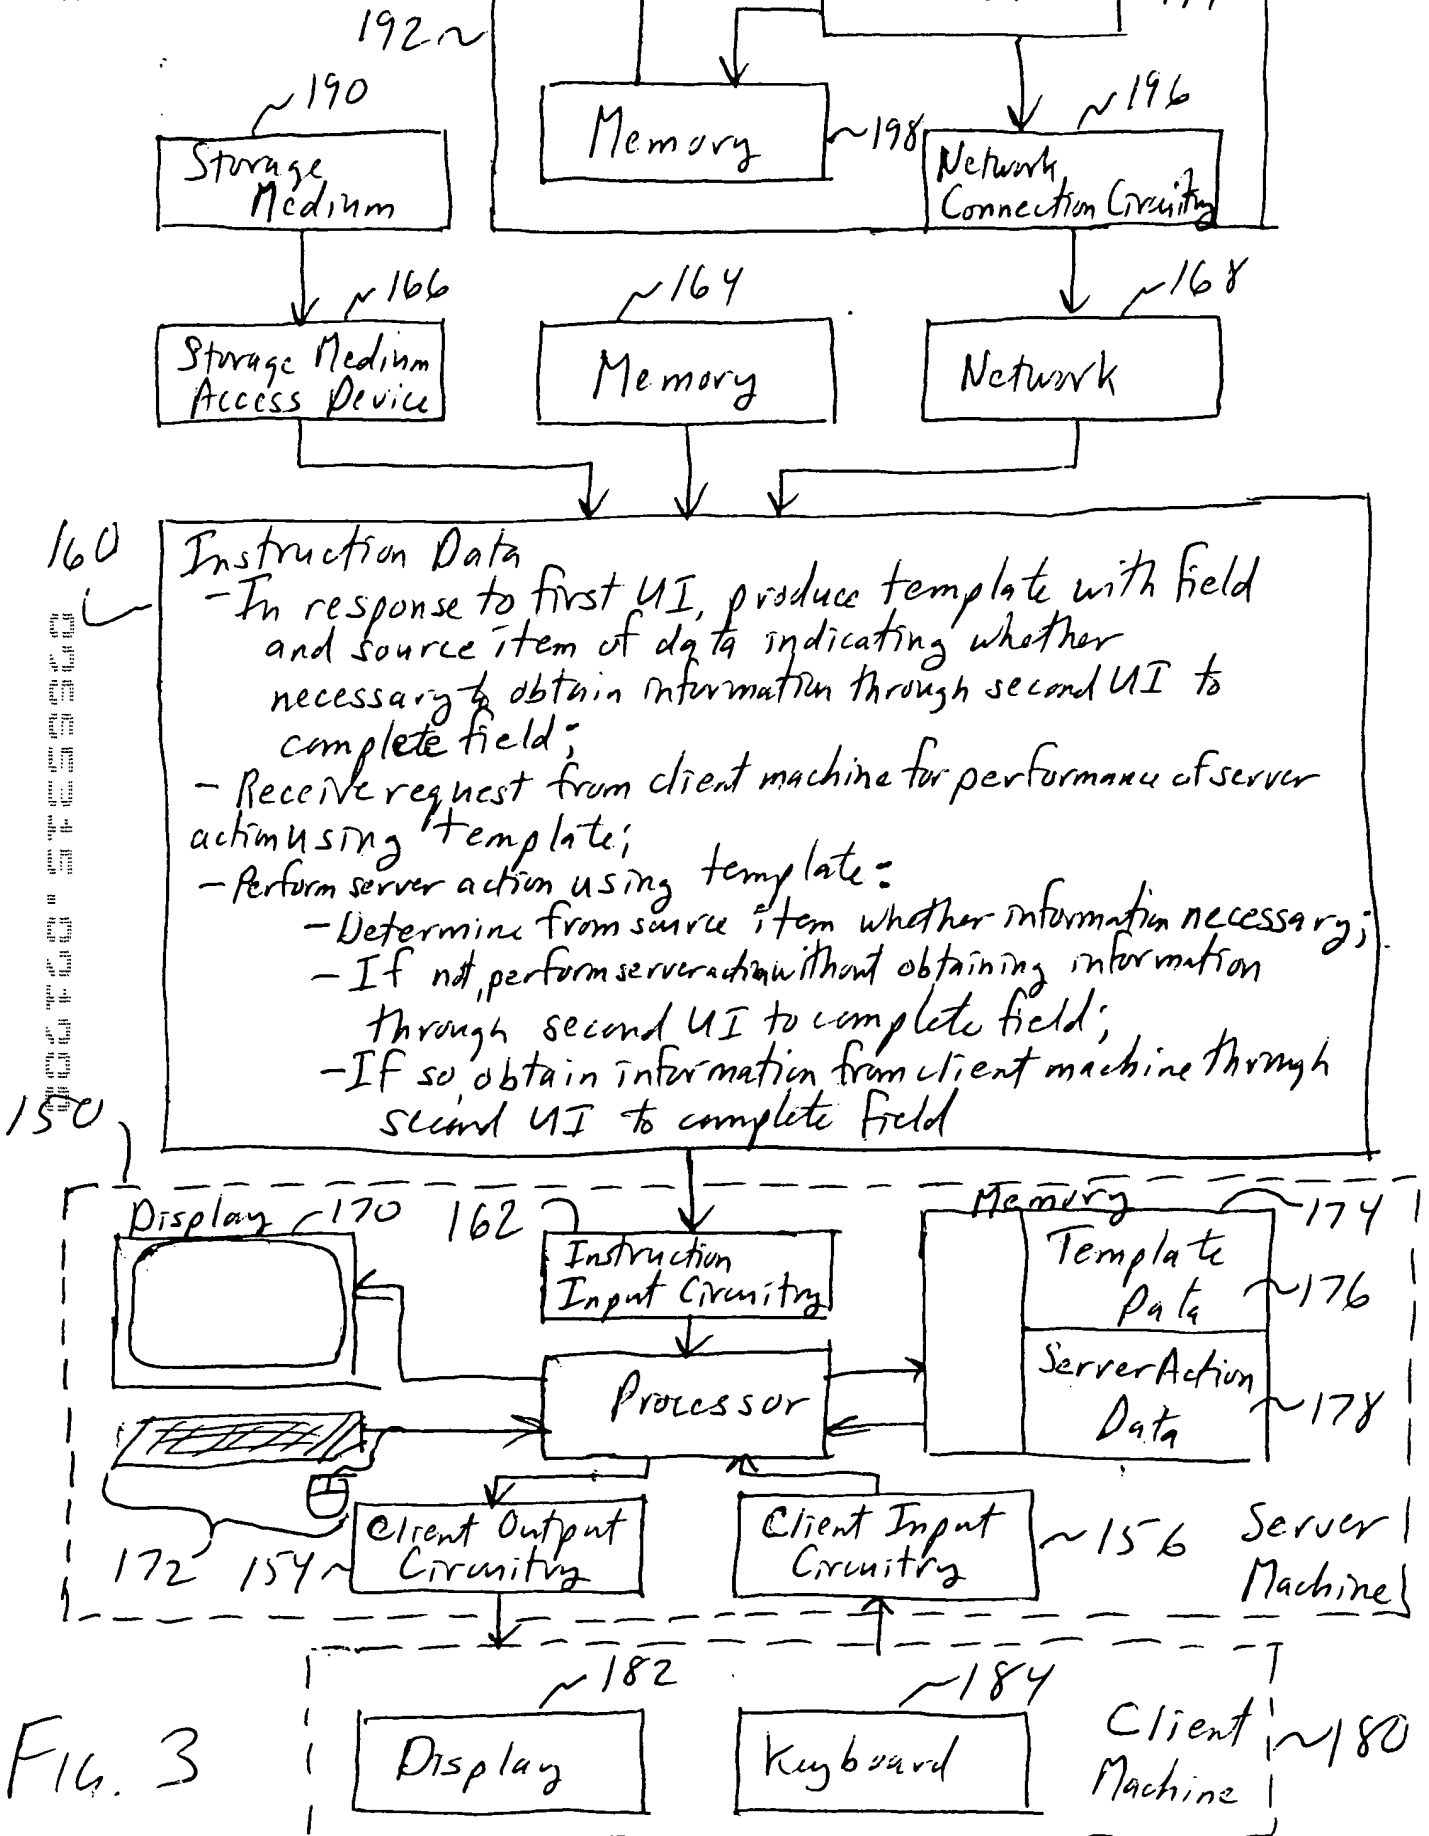 192
190
Storage
Medium
Memory
198
196
Network
Connection Circuitry
166
Storage Medium
Access Device
164
Memory
168
Network
160
Instruction Data
- In response to first UI, produce template with field
and source item of data indicating whether
necessary to obtain information through second UI to
complete field;
- Receive request from client machine for performance of server
action using template;
- Perform server action using template:
- Determine from source item whether information necessary;
- If not, perform server action without obtaining information
through second UI to complete field;
- If so, obtain information from client machine through
second UI to complete field
150
Display 170
162
Instruction
Input Circuitry
Memory
174
Template
Data
176
Processor
Server Action
Data
178
172
154
Client Output
Circuitry
Client Input
Circuitry
156
Server
Machine
182
Display
184
Keyboard
Client
Machine
180
FIG. 3